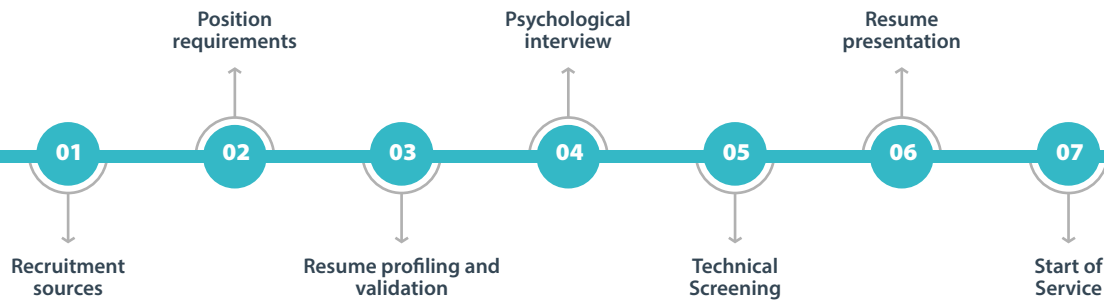 Position
requirements
Psychological
interview
Resume
presentation
01
02
03
04
05
06
07
Recruitment
sources
Resume profiling and
validation
Technical
Screening
Start of
Service